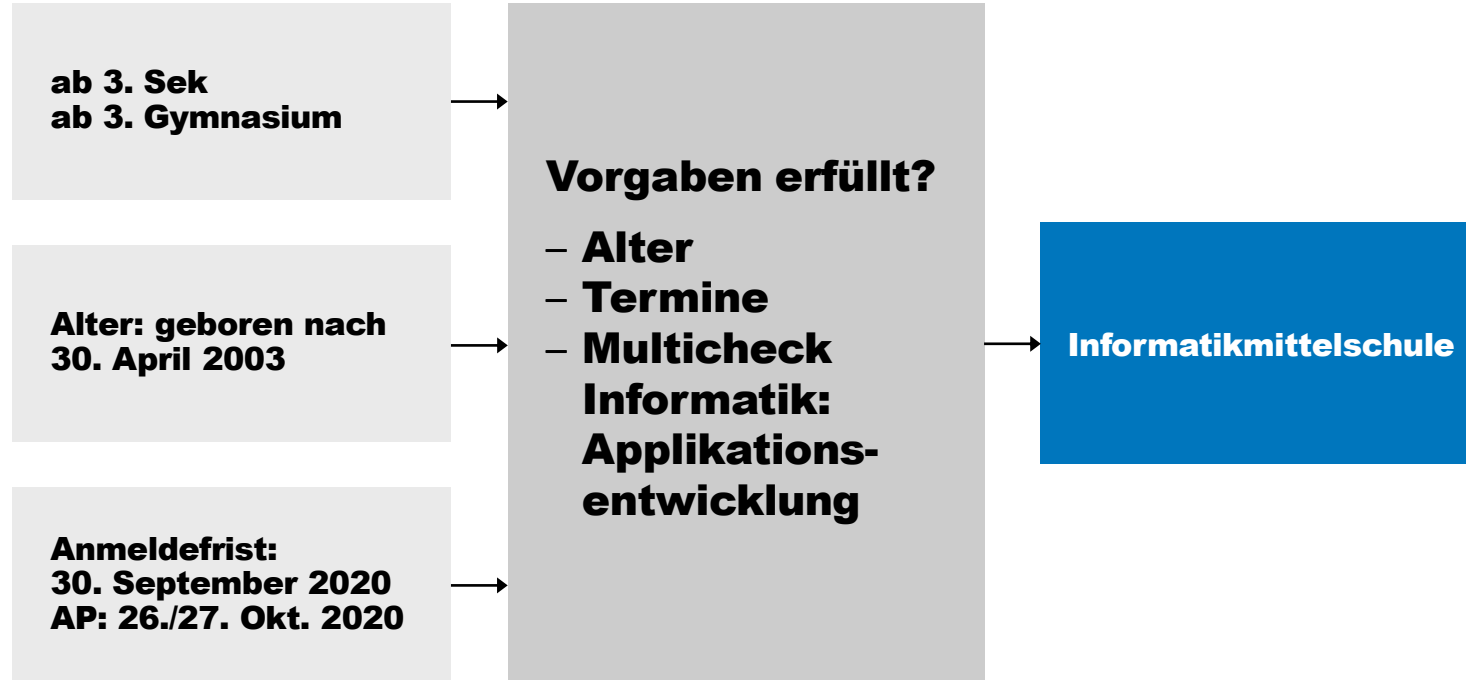 ab 3. Sek
ab 3. Gymnasium
Alter: geboren nach
30. April 2003
Anmeldefrist:
30. September 2020
AP: 26./27. Okt. 2020
Vorgaben erfüllt?
– Alter
– Termine
– Multicheck
Informatik:
Applikations-
entwicklung
Informatikmittelschule